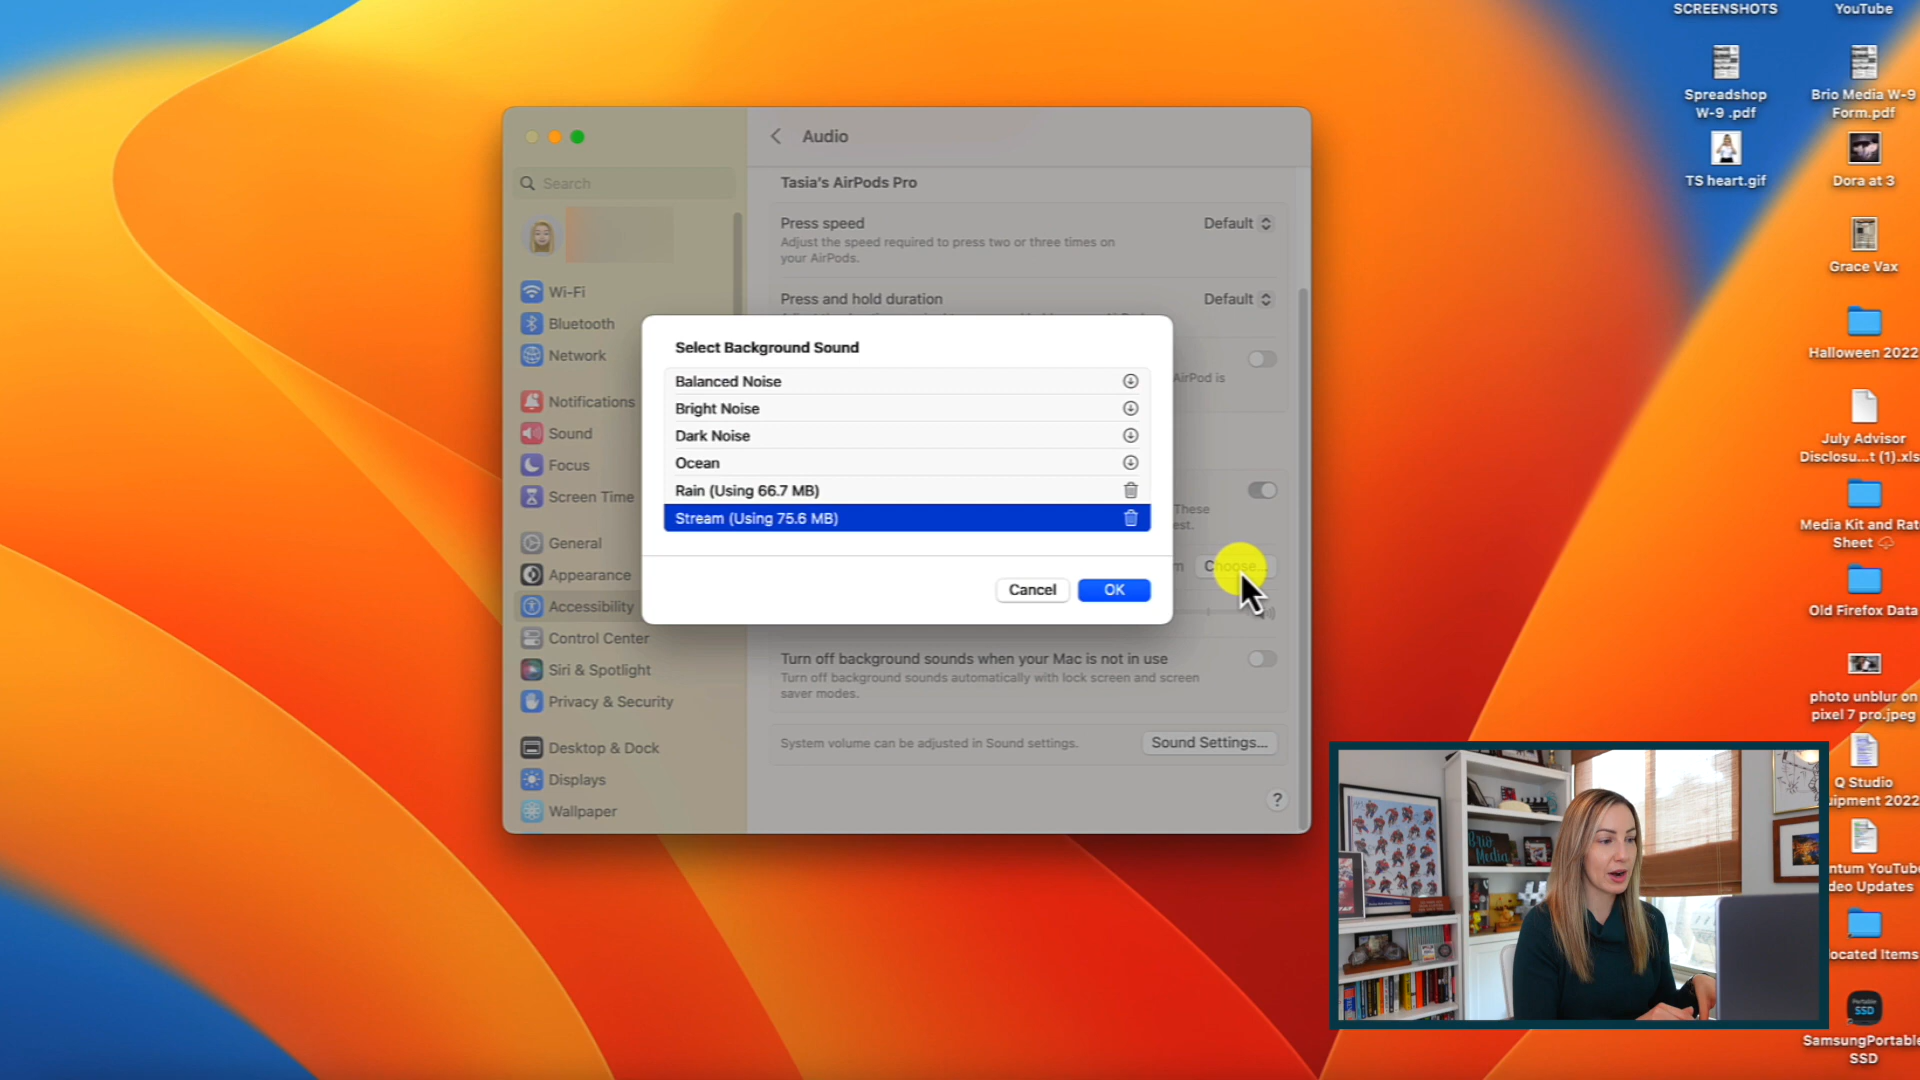 Audio
Search
Wi-Fi
Bluetooth
Network
Notifications
Sound
Focus
Screen Time
General
Appearance
Accessibility
Control Center
Siri & Spotlight
Privacy & Security
Desktop & Dock
Displays
Wallpaper
Tasia's AirPods Pro
Press speed
Default
Adjust the speed required to press two or three times on
your AirPods.
Press and hold duration
Default
AirPod is
Select Background Sound
Balanced Noise
Bright Noise
Dark Noise
Ocean
Rain (Using 66.7 MB)
Stream (Using 75.6 MB)
Cancel
OK
These
Choose...
Turn off background sounds when your Mac is not in use
Turn off background sounds automatically with lock screen and screen
saver modes.
System volume can be adjusted in Sound settings.
Sound Settings...
?
SCREENSHOTS
YouTube
Spreadshop
W-9 .pdf
Brio Media W-9
Form.pdf
TS heart.gif
Dora at 3
Grace Vax
Halloween 2022
July Advisor
Disclosu...t (1).xls
Media Kit and Rat
Sheet
Old Firefox Data
photo unblur on
pixel 7 pro.jpeg
Q Studio
uipment 2022
ntum YouTube
deo Updates
ocated Items
Portable
SSD
SamsungPortable
SSD
Brio
Media